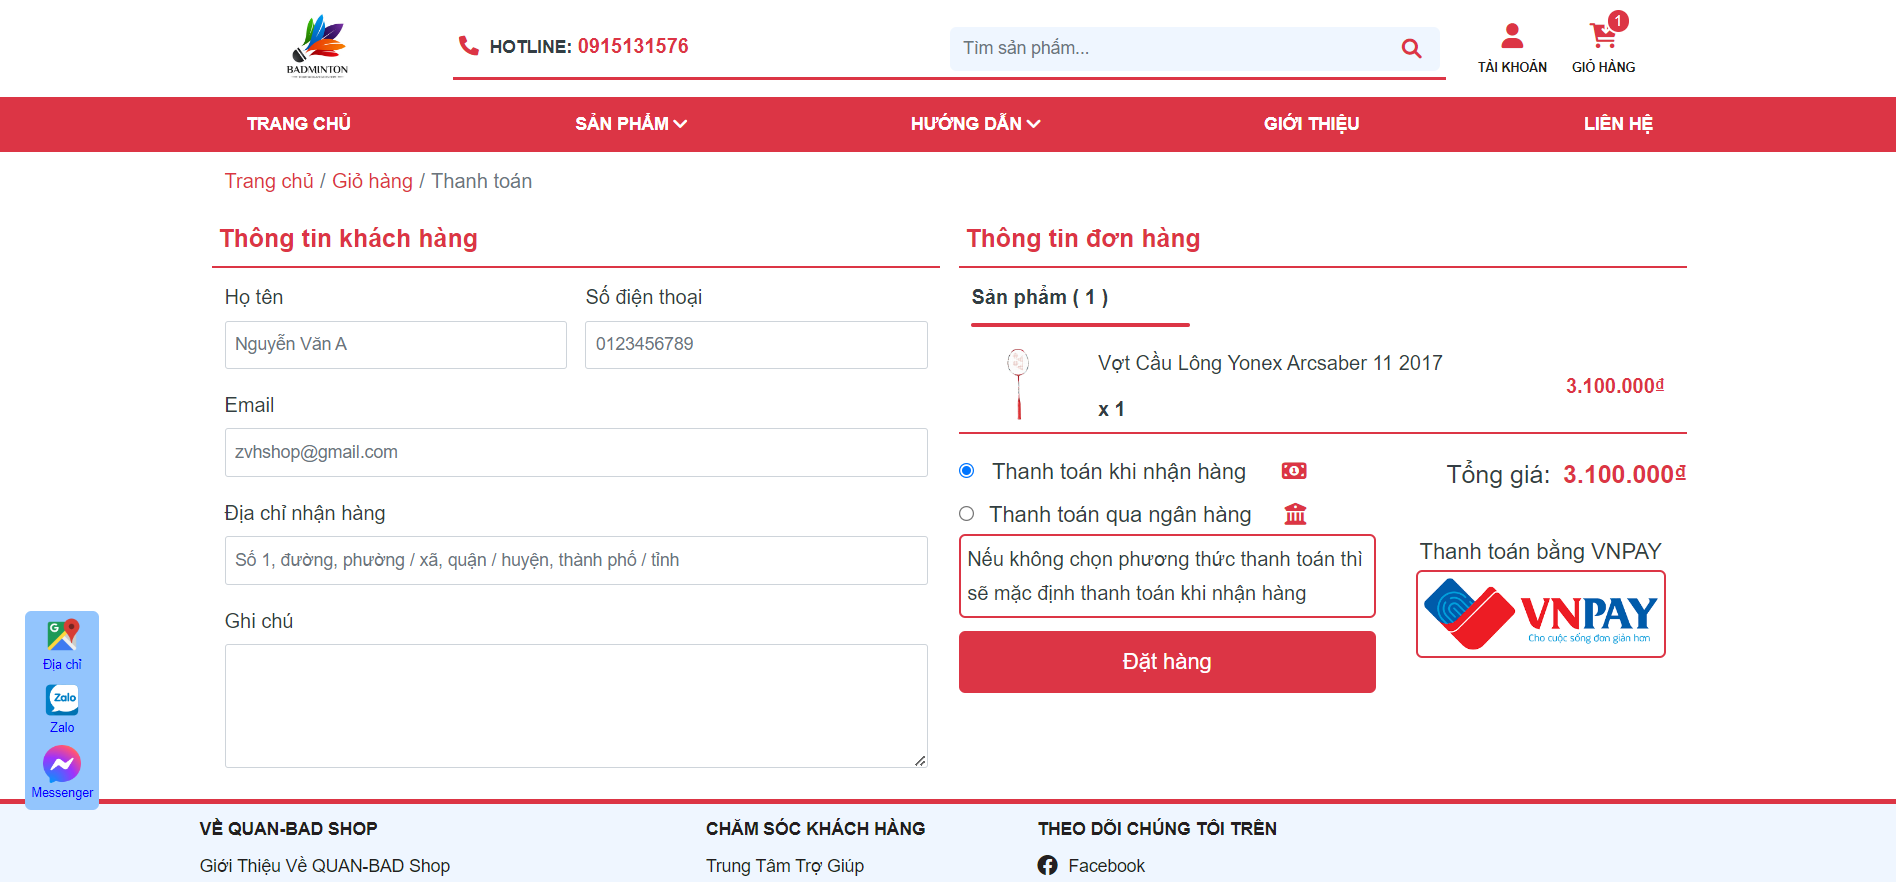 BADMINTON
HOTLINE: 0915131576
Tìm sản phẩm...
1
TÀI KHOẢN
GIỎ HÀNG
TRANG CHỦ
SẢN PHẨM
HƯỚNG DẪN
GIỚI THIỆU
LIÊN HỆ
Trang chủ / Giỏ hàng / Thanh toán
Thông tin khách hàng
Họ tên
Số điện thoại
Nguyễn Văn A
0123456789
Email
zvhshop@gmail.com
Địa chỉ nhận hàng
Số 1, đường, phường / xã, quận / huyện, thành phố / tỉnh
Ghi chú
Thông tin đơn hàng
Sản phẩm ( 1 )
Vợt Cầu Lông Yonex Arcsaber 11 2017
x 1
3.100.000₫
Thanh toán khi nhận hàng
Tổng giá: 3.100.000₫
Thanh toán qua ngân hàng
Nếu không chọn phương thức thanh toán thì
sẽ mặc định thanh toán khi nhận hàng
Đặt hàng
Thanh toán bằng VNPAY
VNPAY
Cho cuộc sống đơn giản hơn
Địa chỉ
Zalo
Zalo
Messenger
VỀ QUAN-BAD SHOP
Giới Thiệu Về QUAN-BAD Shop
CHĂM SÓC KHÁCH HÀNG
Trung Tâm Trợ Giúp
THEO DÕI CHÚNG TÔI TRÊN
Facebook